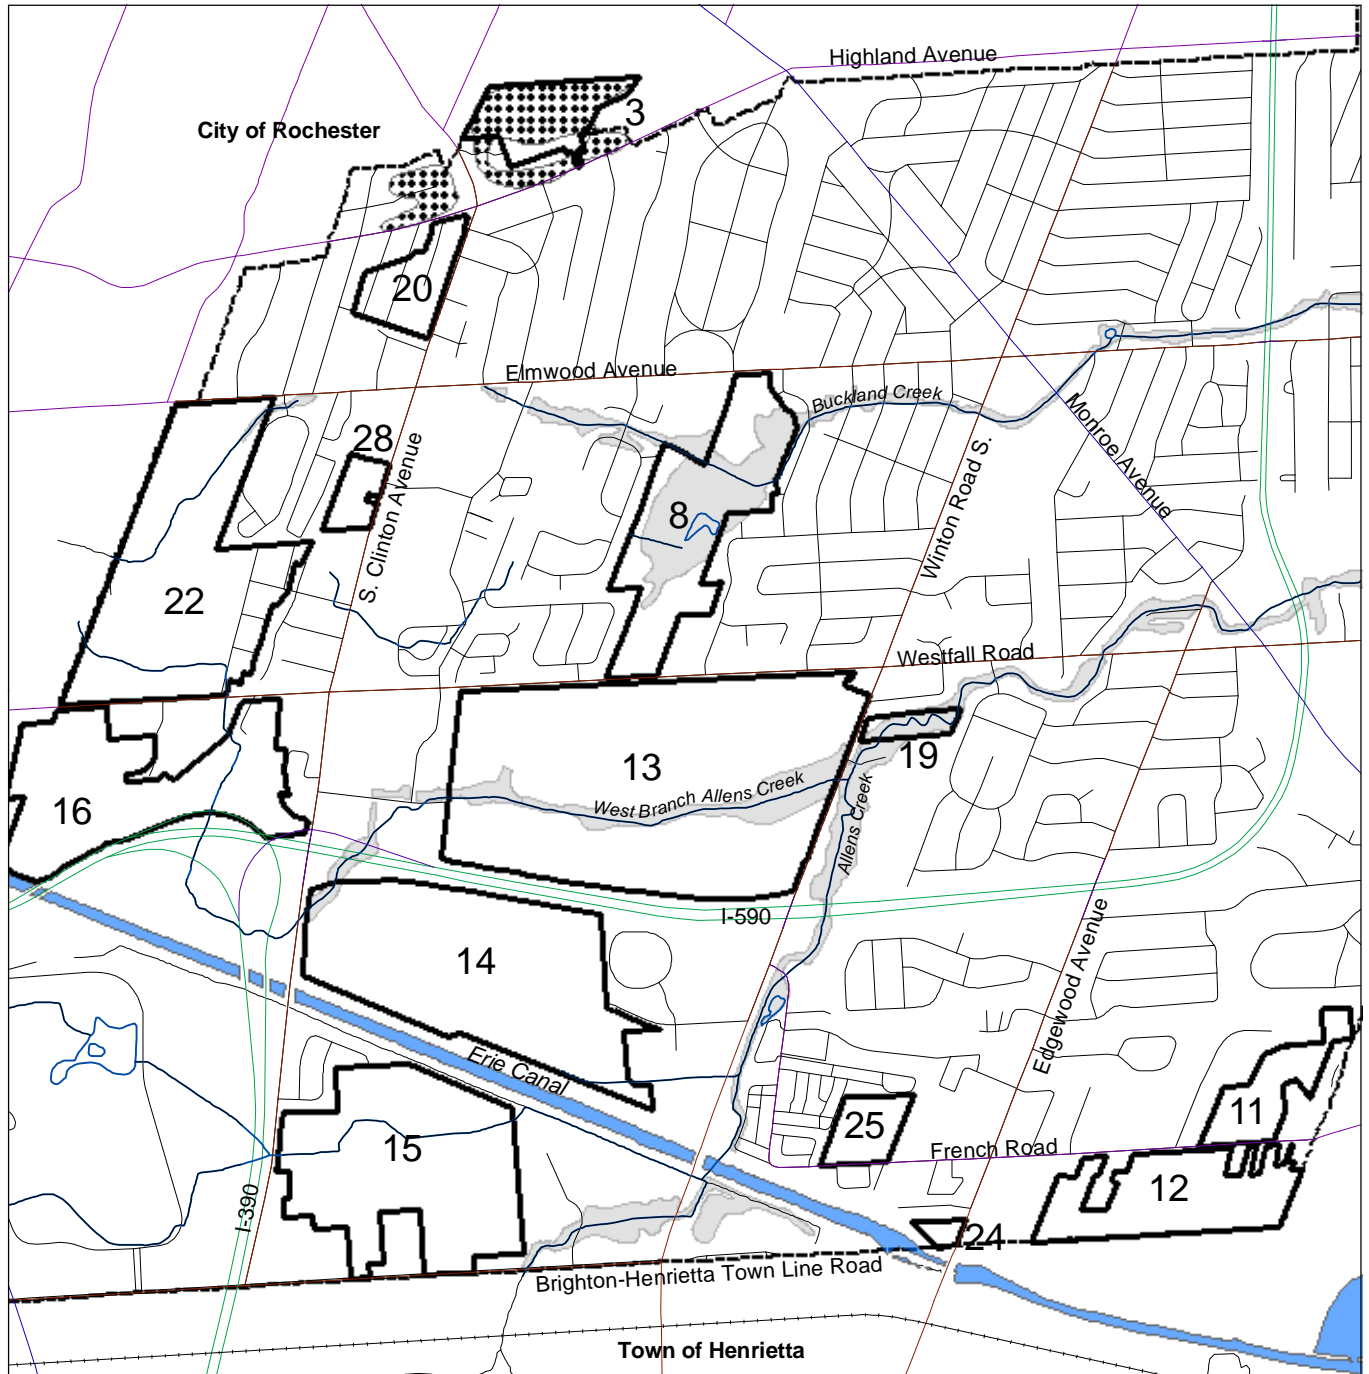 Highland Avenue
3
City of Rochester
20
Elmwood Avenue
Buckland Creek
Monroe Avenue
28
S. Clinton Avenue
Winton Road S.
8
22
Westfall Road
13
19
West Branch Allens Creek
Allens Creek
16
I-590
14
Edgewood Avenue
Erie Canal
11
25
15
French Road
12
I-390
24
Brighton-Henrietta Town Line Road
Town of Henrietta